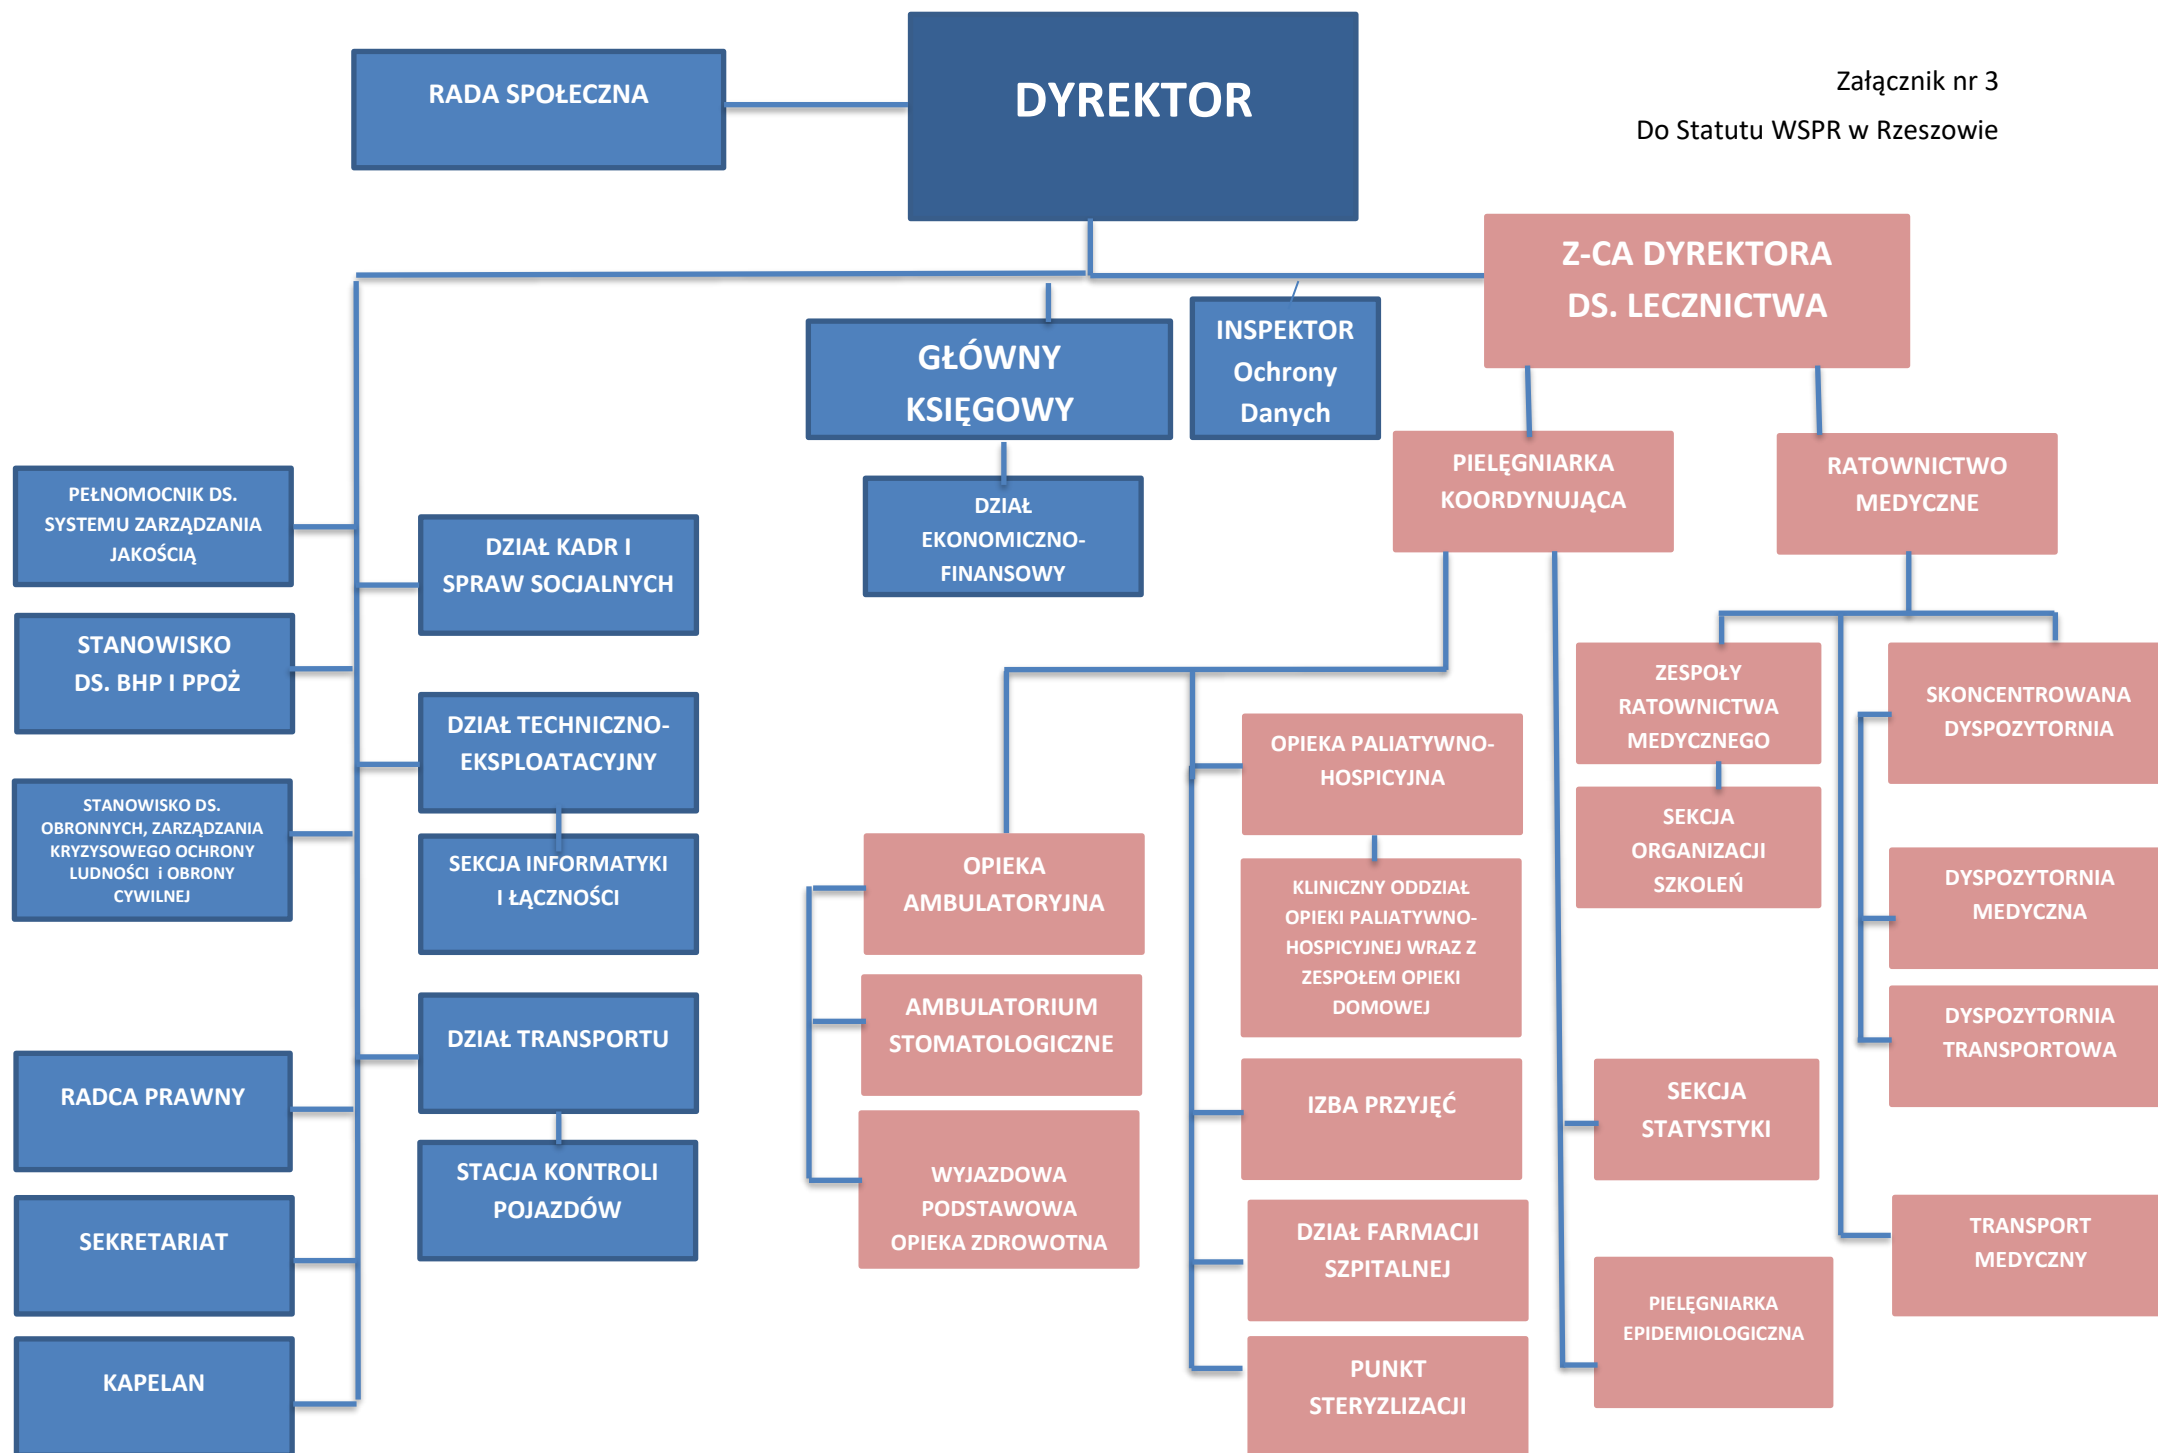 RADA SPOŁECZNA
DYREKTOR
Załącznik nr 3
Do Statutu WSPR w Rzeszowie
Z-CA DYREKTORA
DS. LECZNICTWA
GŁÓWNY
KSIĘGOWY
INSPEKTOR
Ochrony
Danych
PEŁNOMOCNIK DS.
SYSTEMU ZARZĄDZANIA
JAKOŚCIĄ
DZIAŁ KADR I
SPRAW SOCJALNYCH
DZIAŁ
EKONOMICZNO-
FINANSOWY
PIELĘGNIARKA
KOORDYNUJĄCA
RATOWNICTWO
MEDYCZNE
STANOWISKO
DS. BHP I PPOŻ
DZIAŁ TECHNICZNO-
EKSPLOATACYJNY
STANOWISKO DS.
OBRONNYCH, ZARZĄDZANIA
KRYZYSOWEGO OCHRONY
LUDNOŚCI i OBRONY
CYWILNEJ
SEKCJA INFORMATYKI
I ŁĄCZNOŚCI
DZIAŁ TRANSPORTU
RADCA PRAWNY
STACJA KONTROLI
POJAZDÓW
SEKRETARIAT
KAPELAN
OPIEKA
AMBULATORYJNA
AMBULATORIUM
STOMATOLOGICZNE
WYJAZDOWA
PODSTAWOWA
OPIEKA ZDROWOTNA
OPIEKA PALIATYWNO-
HOSPICYJNA
KLINICZNY ODDZIAŁ
OPIEKI PALIATYWNO-
HOSPICYJNEJ WRAZ Z
ZESPOŁEM OPIEKI
DOMOWEJ
IZBA PRZYJĘĆ
DZIAŁ FARMACJI
SZPITALNEJ
PUNKT
STERYZLIZACJI
ZESPOŁY
RATOWNICTWA
MEDYCZNEGO
SEKCJA
ORGANIZACJI
SZKOLEŃ
SEKCJA
STATYSTYKI
PIELĘGNIARKA
EPIDEMIOLOGICZNA
SKONCENTROWANA
DYSPOZYTORNIA
DYSPOZYTORNIA
MEDYCZNA
DYSPOZYTORNIA
TRANSPORTOWA
TRANSPORT
MEDYCZNY